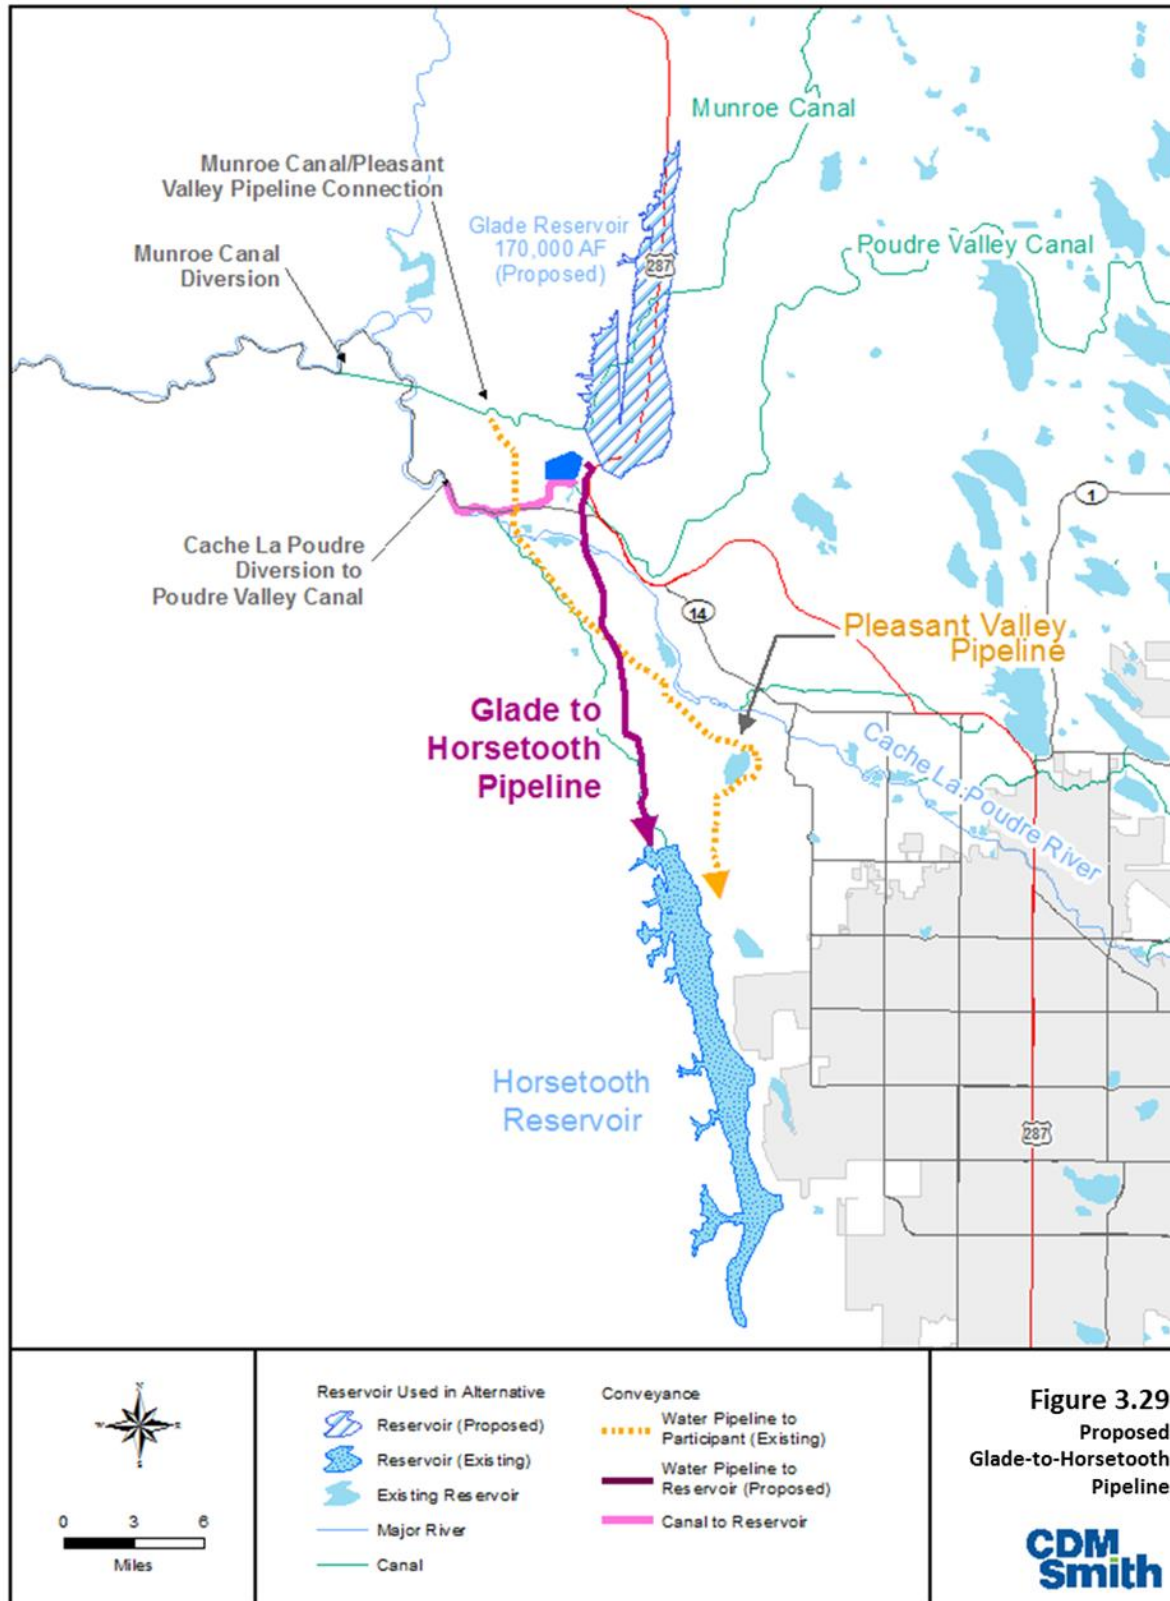 Munroe Canal
Munroe Canal/Pleasant
Valley Pipeline Connection
Glade Reservoir
170,000 AF
(Proposed)
Munroe Canal
Diversion
Poudre Valley Canal
287
1
Cache La Poudre
Diversion to
Poudre Valley Canal
14
Pleasant Valley
Pipeline
Glade to
Horsetooth
Pipeline
Cache La Poudre River
Horsetooth
Reservoir
287
N
W
E
S
0 3 6
Miles
Reservoir Used in Alternative
Reservoir (Proposed)
Reservoir (Existing)
Existing Reservoir
Major River
Canal
Conveyance
Water Pipeline to
Participant (Existing)
Water Pipeline to
Reservoir (Proposed)
Canal to Reservoir
Figure 3.29
Proposed
Glade-to-Horsetooth
Pipeline
CDM
Smith